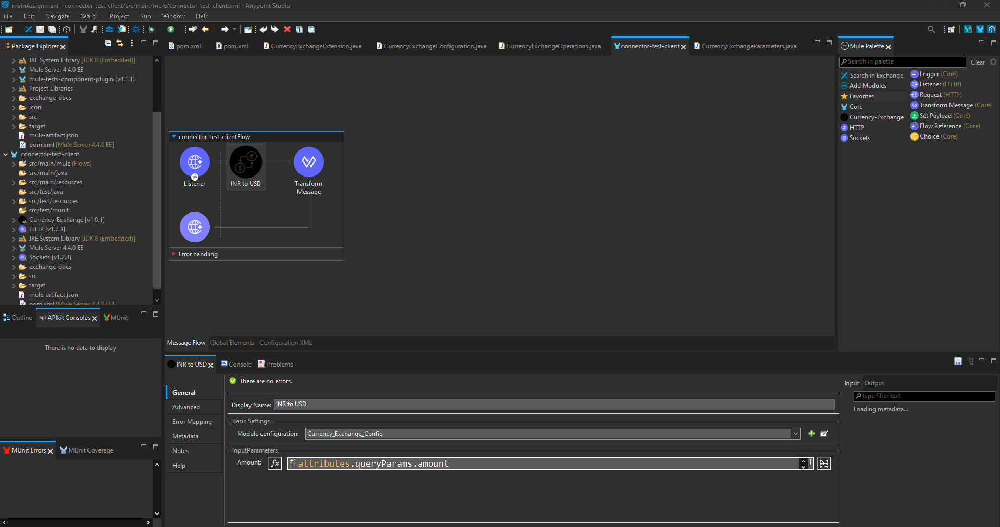 mainAssignment - connector-test-client/src/main/mule/connector-test-client.xml - Anypoint Studio
File Edit Navigate Search Project Run Window Help
Package Explorer
JRE System Library [JDK 8 (Embedded)]
Mule Server 4.4.0 EE
mule-tests-component-plugin [v4.1.1]
Project Libraries
exchange-docs
icon
src
target
mule-artifact.json
pom.xml [Mule Server 4.4.0 EE]
connector-test-client
src/main/mule (Flows)
src/main/java
src/main/resources
src/test/java
src/test/resources
src/test/munit
Currency-Exchange [v1.0.1]
HTTP [v1.7.3]
JRE System Library [JDK 8 (Embedded)]
Mule Server 4.4.0 EE
Sockets [v1.2.3]
exchange-docs
src
target
mule-artifact.json
pom.xml [Mule Server 4.4.0 EE]
Outline api APIkit Consoles MUnit
There is no data to display
MUnit Errors MUnit Coverage
pom.xml pom.xml CurrencyExchangeExtension.java CurrencyExchangeConfiguration.java CurrencyExchangeOperations.java connector-test-client CurrencyExchangeParameters.java
connector-test-clientFlow
Listener
INR to USD
Transform
Message
Error handling
Message Flow Global Elements Configuration XML
Mule Palette
Search in palette Clear
Search in Exchange.
Add Modules
Favorites
Core
Currency-Exchange
HTTP
Sockets
Logger (Core)
Listener (HTTP)
Request (HTTP)
Transform Message (Core)
Set Payload (Core)
Flow Reference (Core)
Choice (Core)
INR to USD Console Problems
There are no errors.
General
Advanced
Error Mapping
Metadata
Notes
Help
Display Name: INR to USD
Basic Settings
Module configuration: Currency_Exchange_Config
InputParameters
Amount: fx #[ attributes.queryParams.amount ]
Input Output
type filter text
Loading metadata...